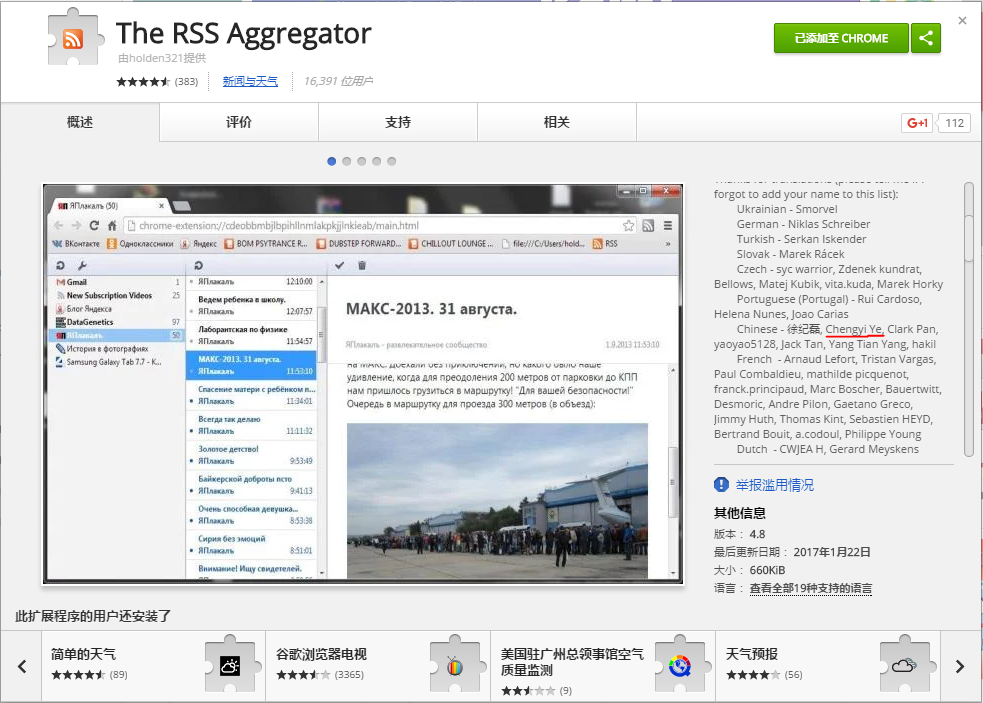 The RSS Aggregator
由holden321提供
(383) 新闻与天气 16,391 位用户
已添加至 CHROME
概述 评价 支持 相关
G+1 112
ЯПлакалъ (50)
chrome-extension://cdeobbmbjlbpihllnmlakpkjjlnkieab/main.html
ВКонтакте Одноклассники Яндекс BOM PSYTRANCE R... DUBSTEP FORWARD... CHILLOUT LOUNGE ... file:///C:/Users/hold... RSS »
Gmail 1
New Subscription Videos 25
Блог Яндекса
DataGenetics 97
ЯПлакалъ 50
История в фотографиях
Samsung Galaxy Tab 7.7 - К...
ЯПлакалъ 12:10:00
Ведем ребенка в школу.
ЯПлакалъ 12:07:57
Лаборантская по физике
ЯПлакалъ 11:54:57
МАКС-2013. 31 августа.
ЯПлакалъ 11:53:10
Спасение матери с ребёнком п...
ЯПлакалъ 11:34:01
Всегда так делаю
ЯПлакалъ 11:11:32
Золотое детство!
ЯПлакалъ 9:53:49
Байкерской доброты псто
ЯПлакалъ 9:41:13
Очень способная девушка...
ЯПлакалъ 8:53:38
Сирия без эмоций
ЯПлакалъ 8:51:01
Внимание! Ищу свидетелей.
МАКС-2013. 31 августа.
ЯПлакалъ - развлекательное сообщество 1.9.2013 11:53:10
на МАКС. Доехали без приключений, но какого было наше
удивление, когда для преодоления 200 метров от парковки до КПП
нам пришлось грузиться в маршрутку! "Для вашей безопасности!"
Очередь в маршрутку для проезда 300 метров (в объезд):
forgot to add your name to this list):
Ukrainian - Smorvel
German - Niklas Schreiber
Turkish - Serkan Iskender
Slovak - Marek Rácek
Czech - syc warrior, Zdenek kundrat,
Bellows, Matej Kubik, vita.kuda, Marek Horky
Portuguese (Portugal) - Rui Cardoso,
Helena Nunes, Joao Carias
Chinese - 徐纪磊, Chengyi Ye, Clark Pan,
yaoyao5128, Jack Tan, Yang Tian Yang, hakil
French - Arnaud Lefort, Tristan Vargas,
Paul Combaldieu, mathilde picquenot,
franck.principaud, Marc Boscher, Bauertwitt,
Desmoric, Andre Pilon, Gaetano Greco,
Jimmy Huth, Thomas Kint, Sebastien HEYD,
Bertrand Bouit, a.codoul, Philippe Young
Dutch - CWJEA H, Gerard Meyskens
举报滥用情况
其他信息
版本： 4.8
最后更新日期： 2017年1月22日
大小： 660KiB
语言： 查看全部19种支持的语言
此扩展程序的用户还安装了
简单的天气
(89)
谷歌浏览器电视
(3365)
美国驻广州总领事馆空气
质量监测
(9)
天气预报
(56)